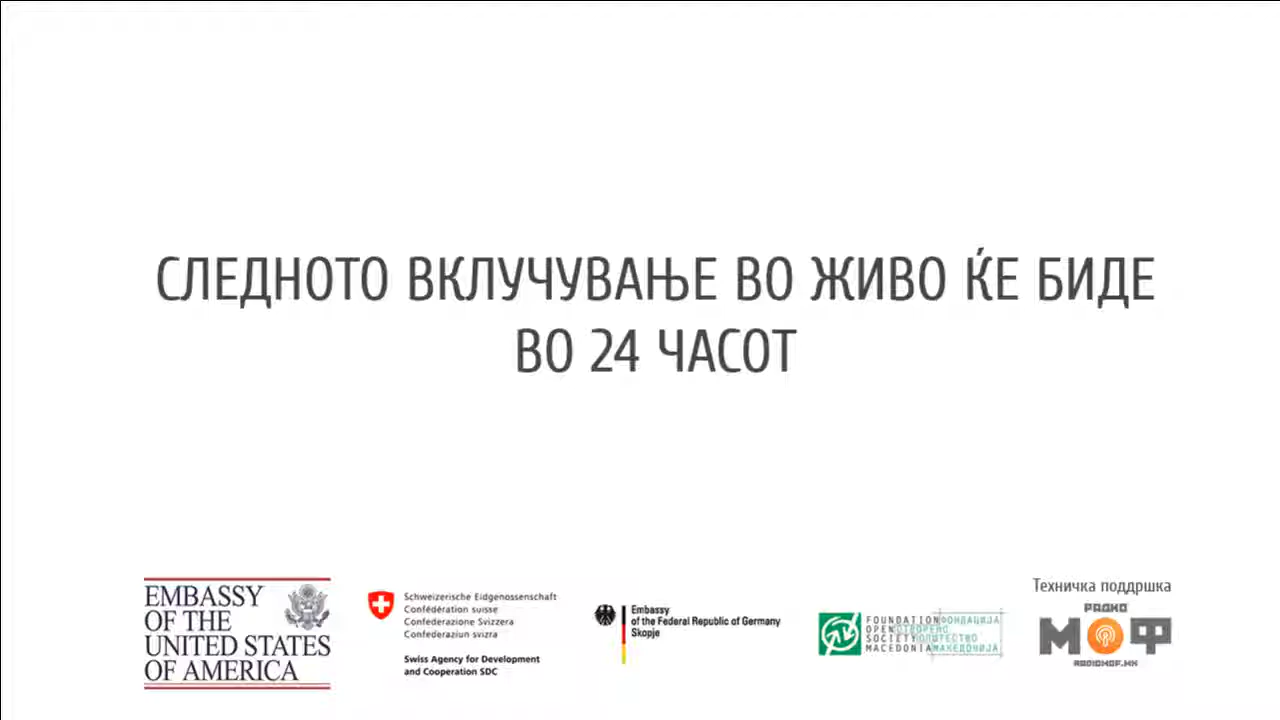 СЛЕДНОТО ВКЛУЧУВАЊЕ ВО ЖИВО ЌЕ БИДЕ
ВО 24 ЧАСОТ
EMBASSY
OF THE
UNITED STATES
OF AMERICA
Schweizerische Eidgenossenschaft
Confédération suisse
Confederazione Svizzera
Confederaziun svizra
Swiss Agency for Development
and Cooperation SDC
Embassy
of the Federal Republic of Germany
Skopje
FOUNDATION ФОНДАЦИЈА
OPEN ОТВОРЕНО
SOCIETY ОПШТЕСТВО
MACEDONIA МАКЕДОНИЈА
Техничка поддршка
РАДИО
МОФ
RADIOMOF.MK